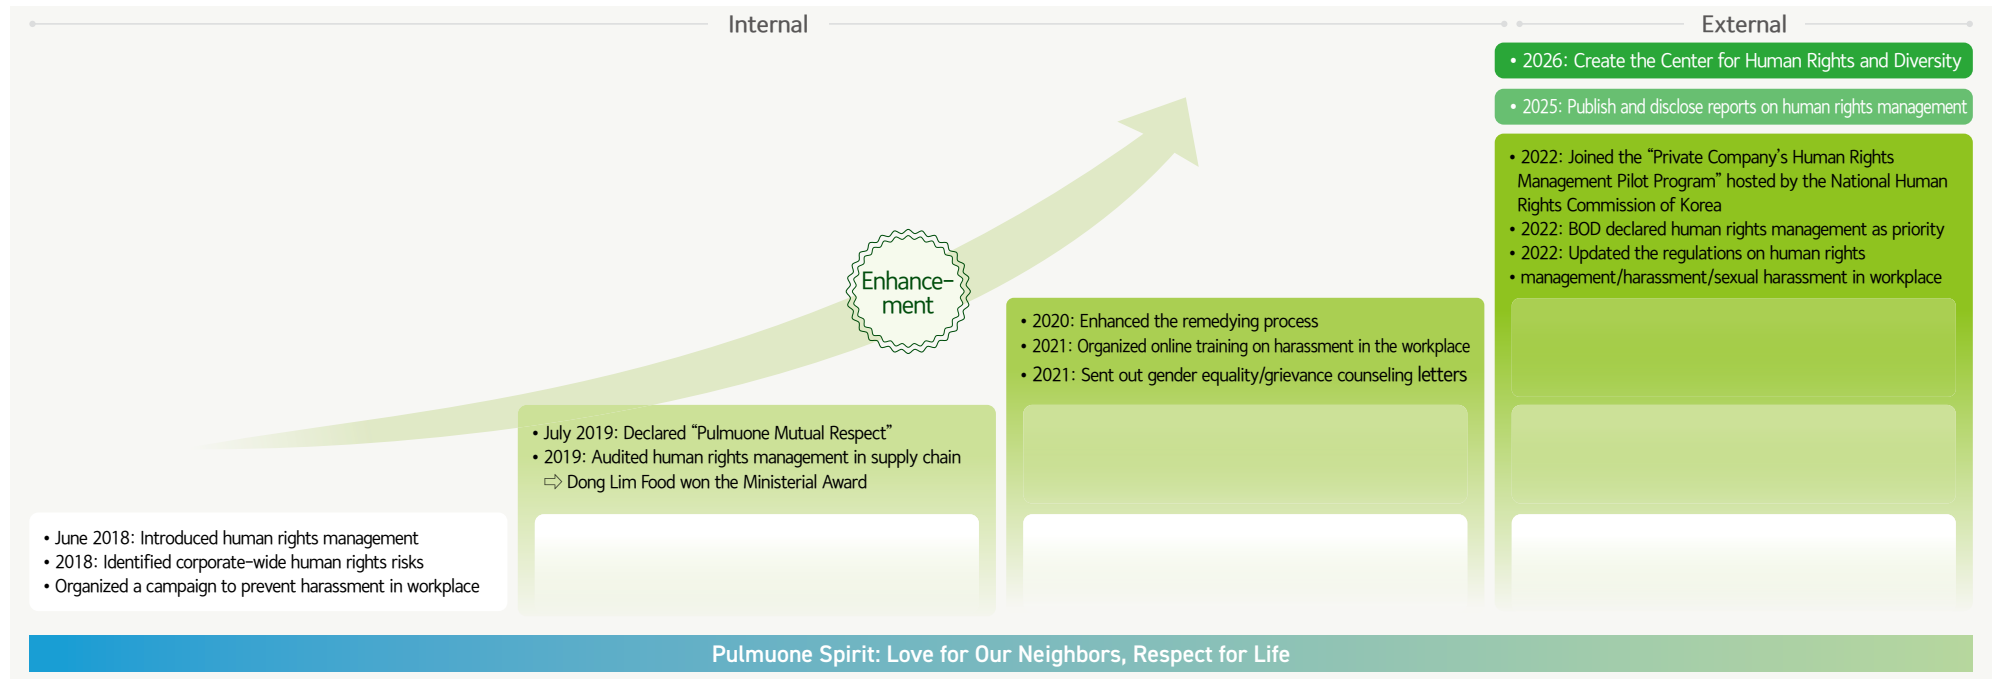 Internal
External
• 2026: Create the Center for Human Rights and Diversity
• 2025: Publish and disclose reports on human rights management
• 2022: Joined the “Private Company’s Human Rights
Management Pilot Program” hosted by the National Human
Rights Commission of Korea
• 2022: BOD declared human rights management as priority
• 2022: Updated the regulations on human rights
• management/harassment/sexual harassment in workplace
Enhance-
ment
• 2020: Enhanced the remedying process
• 2021: Organized online training on harassment in the workplace
• 2021: Sent out gender equality/grievance counseling letters
• July 2019: Declared “Pulmuone Mutual Respect”
• 2019: Audited human rights management in supply chain
⇨ Dong Lim Food won the Ministerial Award
• June 2018: Introduced human rights management
• 2018: Identified corporate-wide human rights risks
• Organized a campaign to prevent harassment in workplace
Pulmuone Spirit: Love for Our Neighbors, Respect for Life